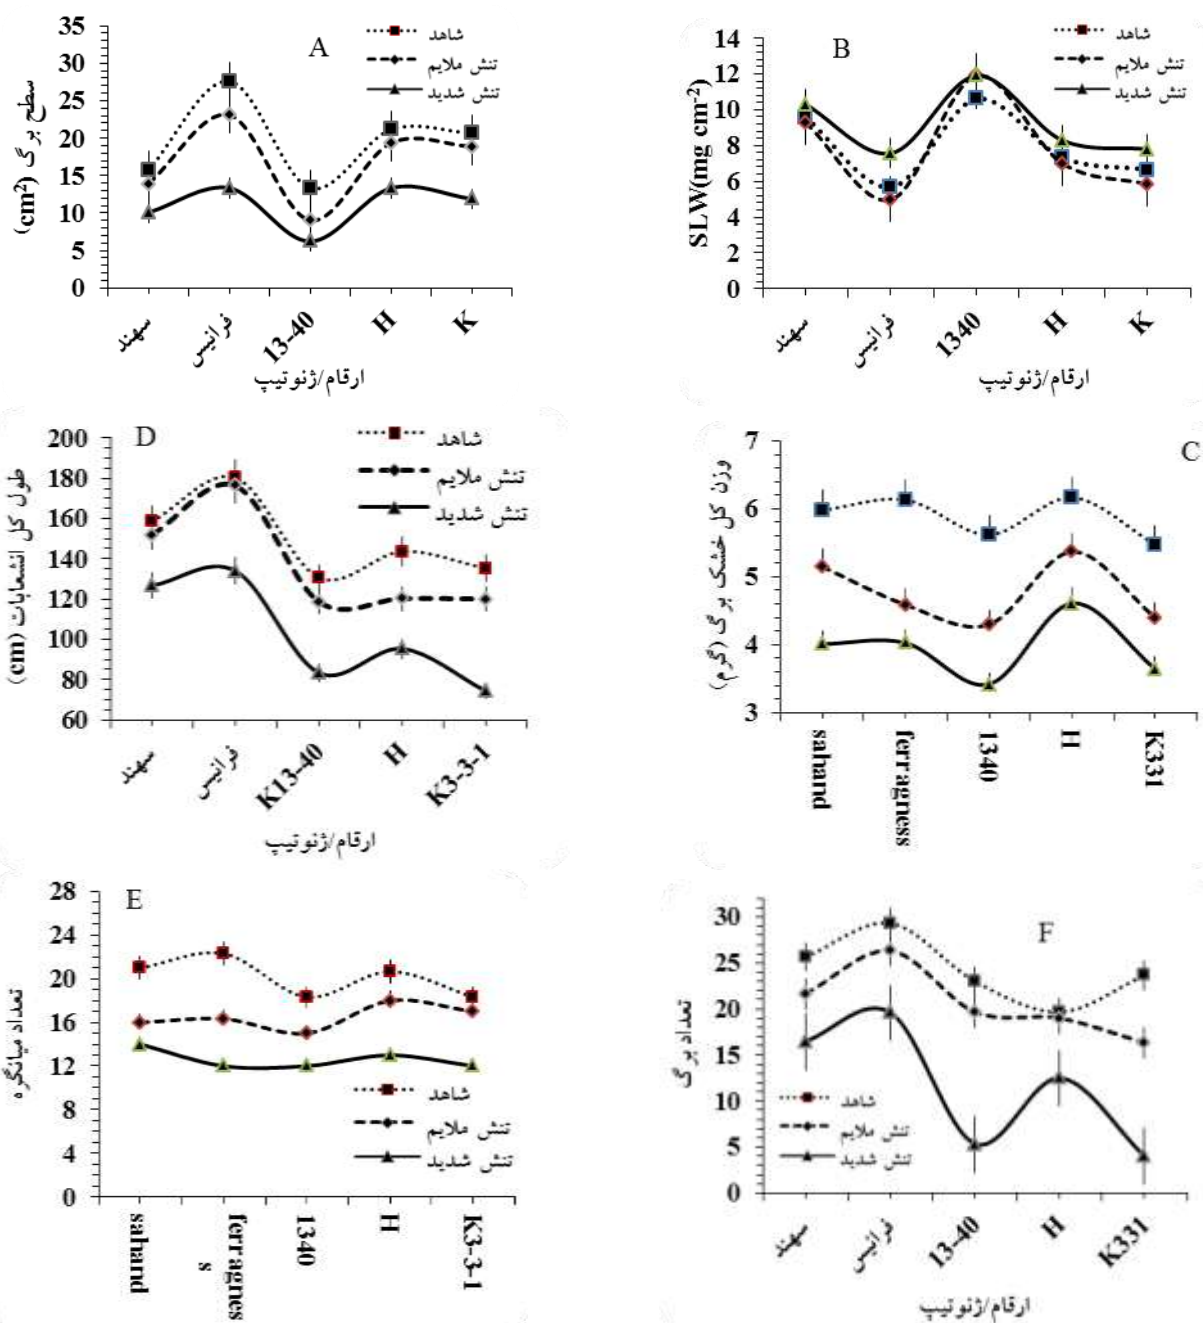 A
شاهد
تنش ملایم
تنش شدید
سطح برگ (cm²)
35
30
25
20
15
10
5
0
سهند
فرانیس
13-40
H
K
ارقام/ژنوتیپ
B
شاهد
تنش ملایم
تنش شدید
SLW(mg cm⁻²)
14
12
10
8
6
4
2
0
سهند
فرانیس
1340
H
K
ارقام/ژنوتیپ
D
شاهد
تنش ملایم
تنش شدید
طول کل انشعابات (cm)
200
180
160
140
120
100
80
60
سهند
فرانیس
K13-40
H
K3-3-1
ارقام/ژنوتیپ
C
وزن کل خشک برگ (گرم)
7
6
5
4
3
sahand
ferragness
1340
H
K331
E
تعداد میانگره
28
24
20
16
12
8
4
0
شاهد
تنش ملایم
تنش شدید
sahand
ferragnes
s
1340
H
K3-3-1
F
تعداد برگ
30
25
20
15
10
5
0
شاهد
تنش ملایم
تنش شدید
سهند
فرانیس
13-40
H
K331
ارقام/ژنوتیپ